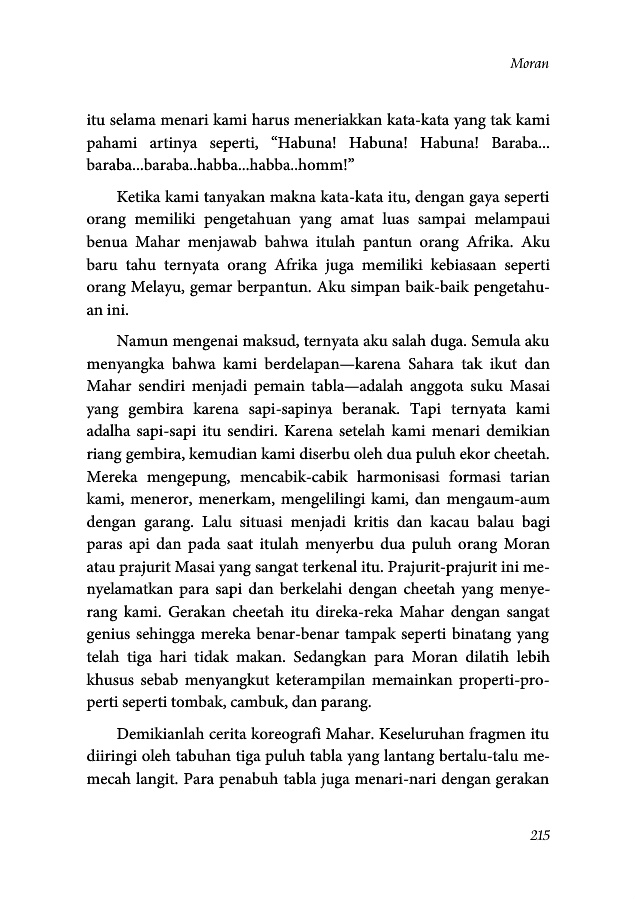 Moran
itu selama menari kami harus meneriakkan kata-kata yang tak kami
pahami artinya seperti, “Habuna! Habuna! Habuna! Baraba...
baraba...baraba..habba...habba..homm!”
Ketika kami tanyakan makna kata-kata itu, dengan gaya seperti
orang memiliki pengetahuan yang amat luas sampai melampaui
benua Mahar menjawab bahwa itulah pantun orang Afrika. Aku
baru tahu ternyata orang Afrika juga memiliki kebiasaan seperti
orang Melayu, gemar berpantun. Aku simpan baik-baik pengetahu-
an ini.
Namun mengenai maksud, ternyata aku salah duga. Semula aku
menyangka bahwa kami berdelapan—karena Sahara tak ikut dan
Mahar sendiri menjadi pemain tabla—adalah anggota suku Masai
yang gembira karena sapi-sapinya beranak. Tapi ternyata kami
adalha sapi-sapi itu sendiri. Karena setelah kami menari demikian
riang gembira, kemudian kami diserbu oleh dua puluh ekor cheetah.
Mereka mengepung, mencabik-cabik harmonisasi formasi tarian
kami, meneror, menerkam, mengelilingi kami, dan mengaum-aum
dengan garang. Lalu situasi menjadi kritis dan kacau balau bagi
paras api dan pada saat itulah menyerbu dua puluh orang Moran
atau prajurit Masai yang sangat terkenal itu. Prajurit-prajurit ini me-
nyelamatkan para sapi dan berkelahi dengan cheetah yang menye-
rang kami. Gerakan cheetah itu direka-reka Mahar dengan sangat
genius sehingga mereka benar-benar tampak seperti binatang yang
telah tiga hari tidak makan. Sedangkan para Moran dilatih lebih
khusus sebab menyangkut keterampilan memainkan properti-pro-
perti seperti tombak, cambuk, dan parang.
Demikianlah cerita koreografi Mahar. Keseluruhan fragmen itu
diiringi oleh tabuhan tiga puluh tabla yang lantang bertalu-talu me-
mecah langit. Para penabuh tabla juga menari-nari dengan gerakan
215